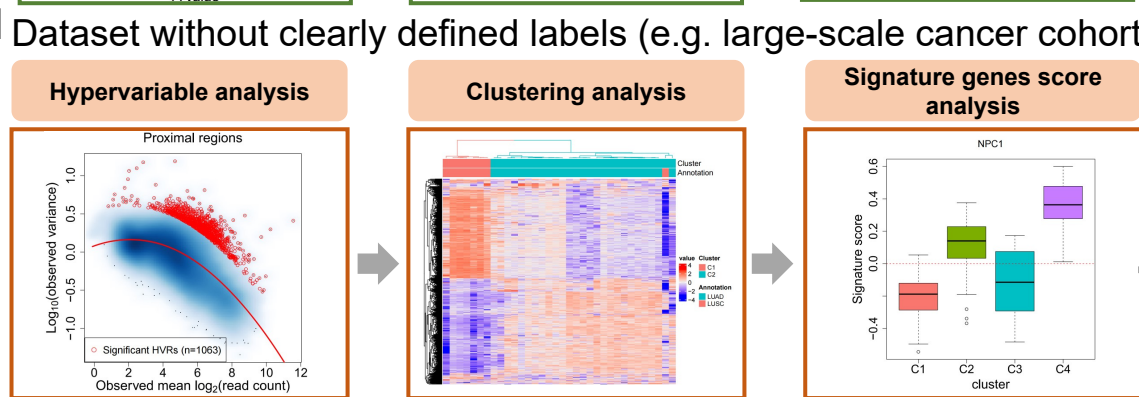 Dataset without clearly defined labels (e.g. large-scale cancer cohort
Hypervariable analysis
Clustering analysis
Signature genes score
analysis
Proximal regions
Log10(observed variance)
1.0
0.5
0.0
−0.5
−1.0
Significant HVRs (n=1063)
0 2 4 6 8 10 12
Observed mean log2(read count)
Cluster
Annotation
value
4
2
0
−2
−4
Cluster
C1
C2
Annotation
LUAD
LUSC
NPC1
Signature score
0.6
0.4
0.2
0.0
−0.4
C1 C2 C3 C4
cluster